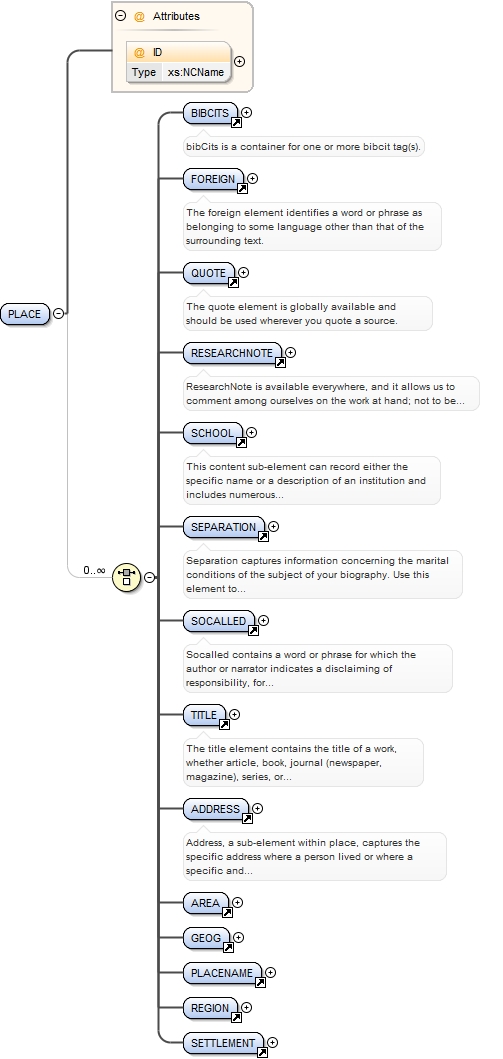 @ Attributes
@ ID
Type xs:NCName
BIBCITS
bibCits is a container for one or more bibcit tag(s).
FOREIGN
The foreign element identifies a word or phrase as
belonging to some language other than that of the
surrounding text.
QUOTE
The quote element is globally available and
should be used wherever you quote a source.
PLACE
RESEARCHNOTE
ResearchNote is available everywhere, and it allows us to
comment among ourselves on the work at hand; not to be...
SCHOOL
This content sub-element can record either the
specific name or a description of an institution and
includes numerous...
SEPARATION
Separation captures information concerning the marital
conditions of the subject of your biography. Use this
element to...
0..∞
SOCALLED
Socalled contains a word or phrase for which the
author or narrator indicates a disclaiming of
responsibility, for...
TITLE
The title element contains the title of a work,
whether article, book, journal (newspaper,
magazine), series, or...
ADDRESS
Address, a sub-element within place, captures the
specific address where a person lived or where a
specific and...
AREA
GEOG
PLACENAME
REGION
SETTLEMENT